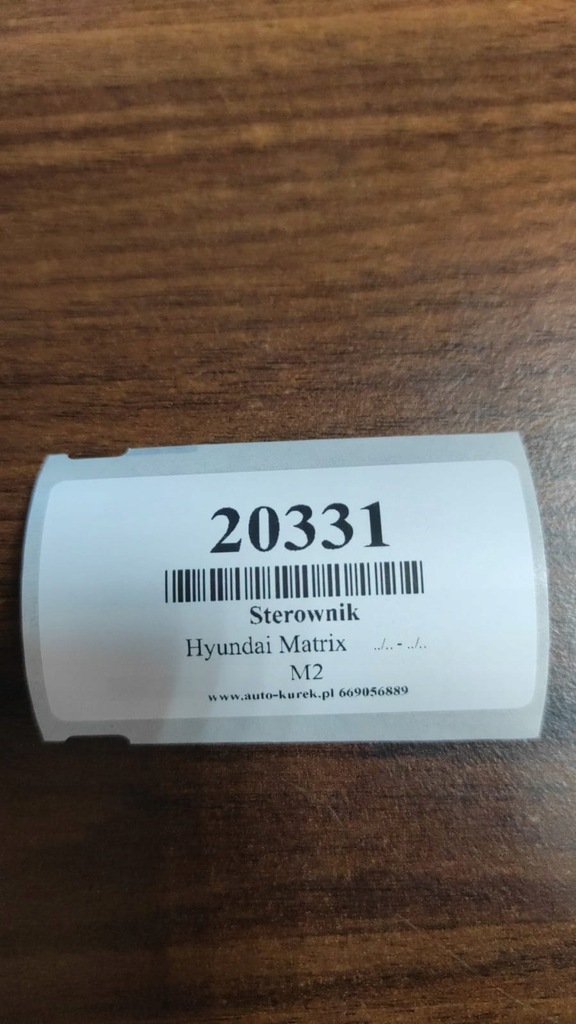 20331
Sterownik
Hyundai Matrix ../.. - ../..
M2
www.auto-kurek.pl 669056889